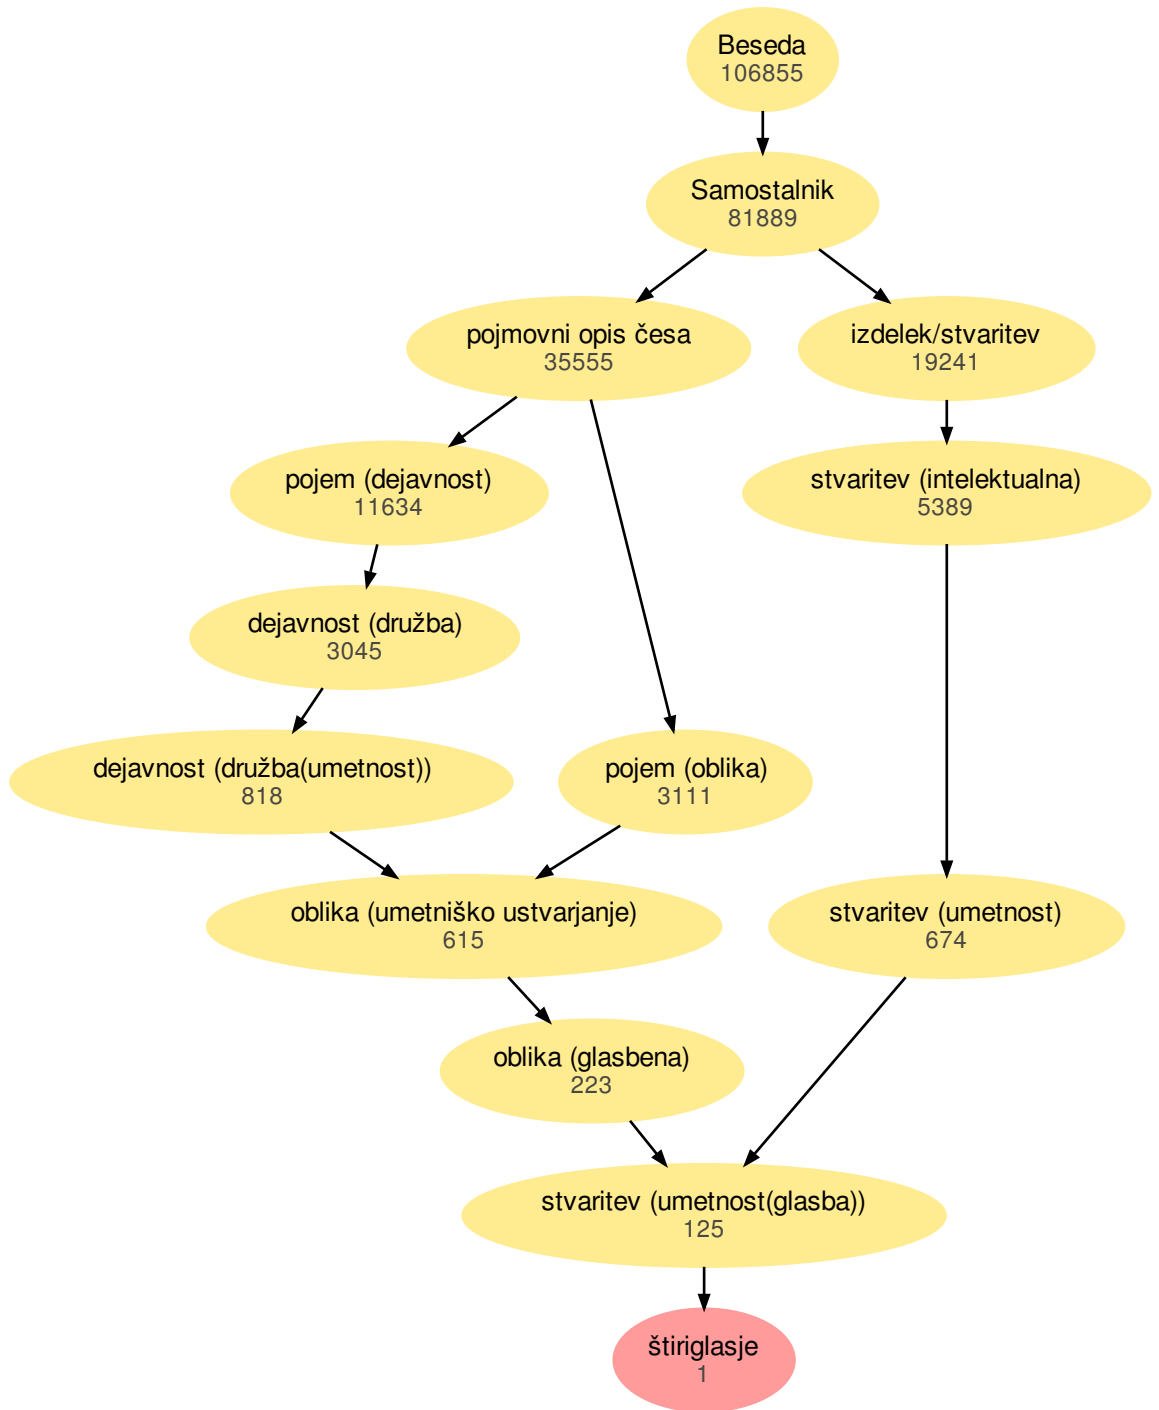 Beseda
106855
Samostalnik
81889
pojmovni opis česa
35555
izdelek/stvaritev
19241
pojem (dejavnost)
11634
stvaritev (intelektualna)
5389
dejavnost (družba)
3045
dejavnost (družba(umetnost))
818
pojem (oblika)
3111
oblika (umetniško ustvarjanje)
615
stvaritev (umetnost)
674
oblika (glasbena)
223
stvaritev (umetnost(glasba))
125
štiriglasje
1